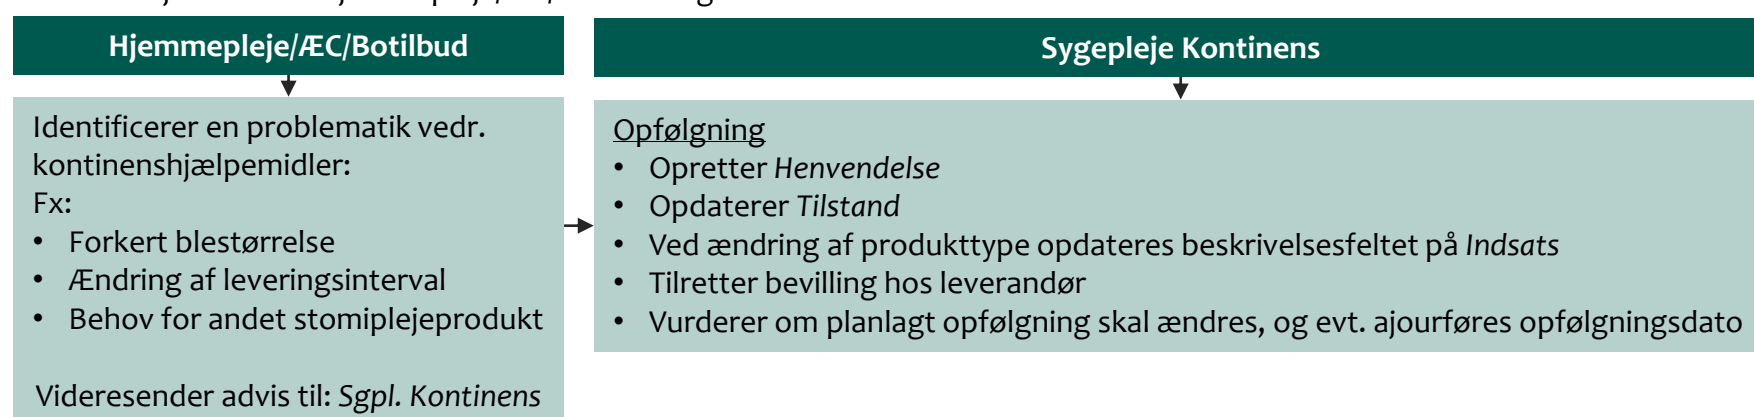 Hjemmepleje/ÆC/Botilbud
Identificerer en problematik vedr.
kontinenshjælpemidler:
Fx:
• Forkert blestørrelse
• Ændring af leveringsinterval
• Behov for andet stomiplejeprodukt
Videresender advis til: Sgpl. Kontinens
Sygepleje Kontinens
Opfølgning
• Opretter Henvendelse
• Opdaterer Tilstand
• Ved ændring af produkttype opdateres beskrivelsesfeltet på Indsats
• Tilretter bevilling hos leverandør
• Vurderer om planlagt opfølgning skal ændres, og evt. ajourføres opfølgningsdato